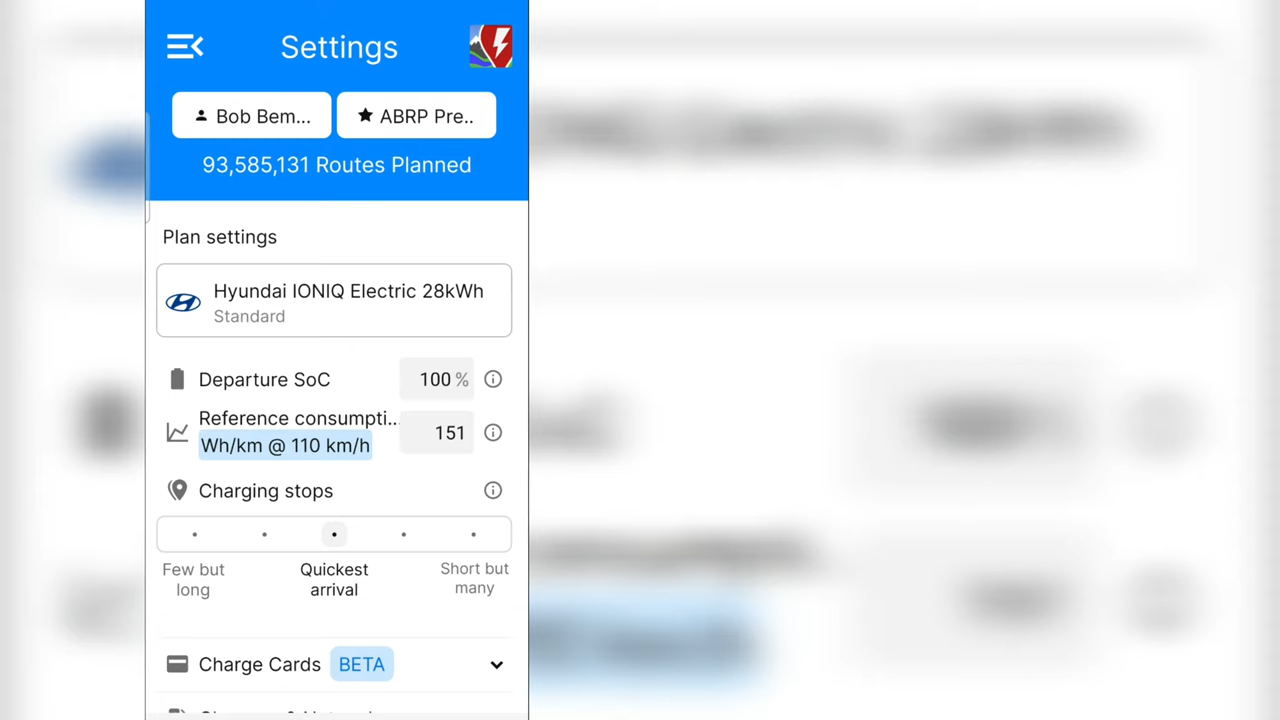 Settings
Bob Bem...
ABRP Pre..
93,585,131 Routes Planned
Plan settings
Hyundai IONIQ Electric 28kWh
Standard
Departure SoC
100 %
Reference consumpti...
151
Wh/km @ 110 km/h
Charging stops
Few but long
Quickest arrival
Short but many
Charge Cards BETA